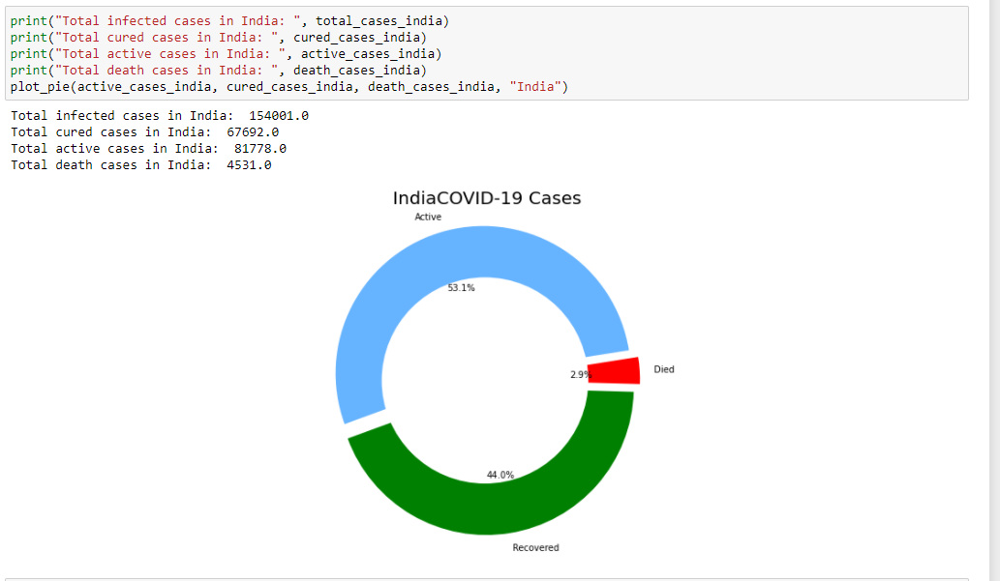 print("Total infected cases in India: ", total_cases_india)
print("Total cured cases in India: ", cured_cases_india)
print("Total active cases in India: ", active_cases_india)
print("Total death cases in India: ", death_cases_india)
plot_pie(active_cases_india, cured_cases_india, death_cases_india, "India")
Total infected cases in India:  154001.0
Total cured cases in India:  67692.0
Total active cases in India:  81778.0
Total death cases in India:  4531.0
IndiaCOVID-19 Cases
Active
53.1%
Died
2.9%
44.0%
Recovered